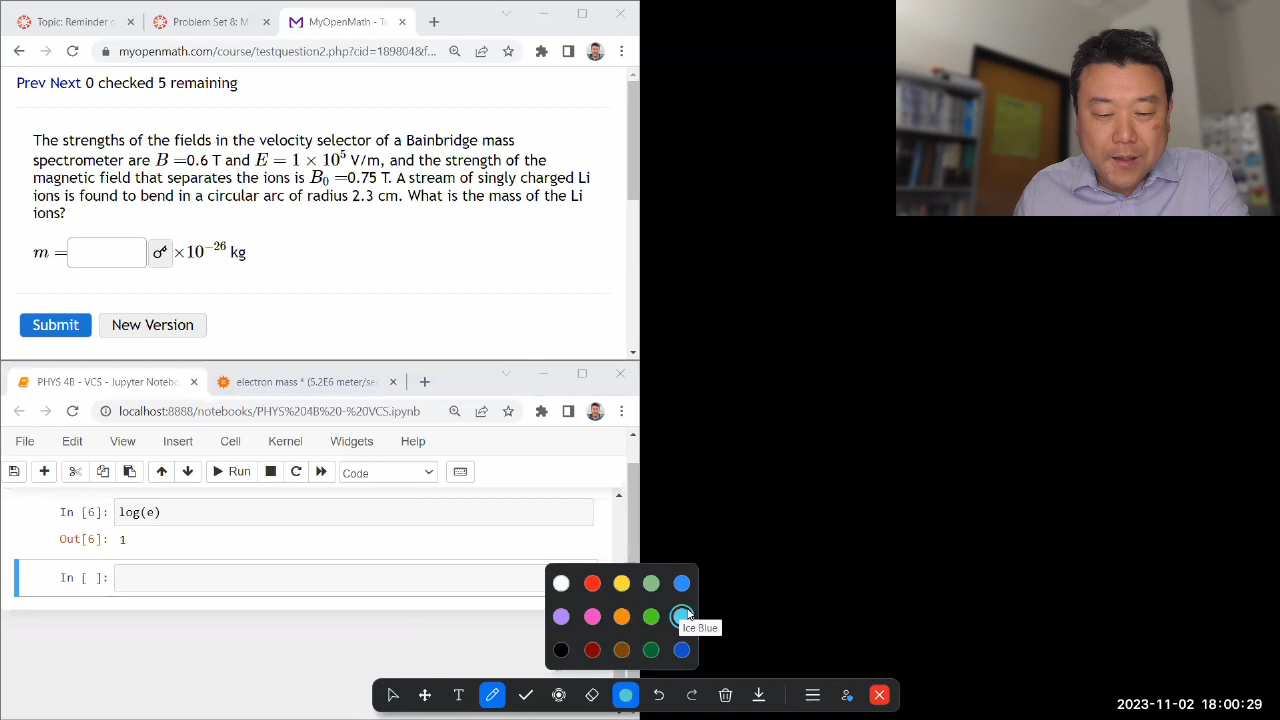 Topic: Reminder o
Problem Set & M
MyOpenMath - Te
myopenmath.com/course/testquestion2.php?cid=189804&f...
Prev Next 0 checked 5 remaining
The strengths of the fields in the velocity selector of a Bainbridge mass
spectrometer are B =0.6 T and E = 1 × 10⁵ V/m, and the strength of the
magnetic field that separates the ions is B₀ =0.75 T. A stream of singly charged Li
ions is found to bend in a circular arc of radius 2.3 cm. What is the mass of the Li
ions?
m = ×10⁻²⁶ kg
Submit New Version
PHYS 4B - VCS - Jupyter Notebo
electron mass * (5.2E6 meter/se
localhost:8888/notebooks/PHYS%204B%20-%20VCS.ipynb
File Edit View Insert Cell Kernel Widgets Help
Run Code
In [6]: log(e)
Out[6]: 1
In [ ]:
Ice Blue
T
2023-11-02 18:00:29